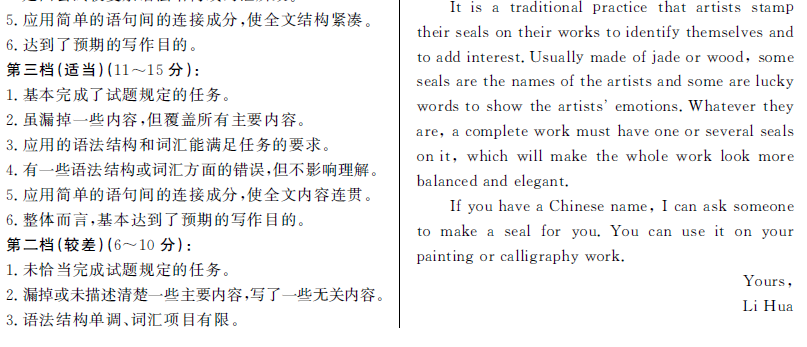 5. 应用简单的语句间的连接成分,使全文结构紧凑。
6. 达到了预期的写作目的。
第三档(适当)(11～15 分):
1. 基本完成了试题规定的任务。
2. 虽漏掉一些内容,但覆盖所有主要内容。
3. 应用的语法结构和词汇能满足任务的要求。
4. 有一些语法结构或词汇方面的错误,但不影响理解。
5. 应用简单的语句间的连接成分,使全文内容连贯。
6. 整体而言,基本达到了预期的写作目的。
第二档(较差)(6～10 分):
1. 未恰当完成试题规定的任务。
2. 漏掉或未描述清楚一些主要内容,写了一些无关内容。
3. 语法结构单调、词汇项目有限。
It is a traditional practice that artists stamp
their seals on their works to identify themselves and
to add interest. Usually made of jade or wood, some
seals are the names of the artists and some are lucky
words to show the artists' emotions. Whatever they
are, a complete work must have one or several seals
on it, which will make the whole work look more
balanced and elegant.
If you have a Chinese name, I can ask someone
to make a seal for you. You can use it on your
painting or calligraphy work.
Yours,
Li Hua